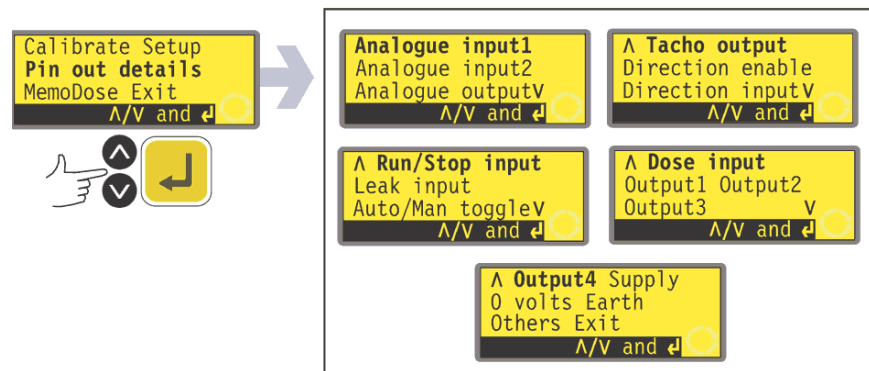 Calibrate Setup
Pin out details
MemoDose Exit
Λ/V and ↲
Analogue input1
Analogue input2
Analogue outputV
Λ/V and ↲
Λ Tacho output
Direction enable
Direction inputV
Λ/V and ↲
Λ Run/Stop input
Leak input
Auto/Man toggleV
Λ/V and ↲
Λ Dose input
Output1 Output2
Output3 V
Λ/V and ↲
Λ Output4 Supply
0 volts Earth
Others Exit
Λ/V and ↲